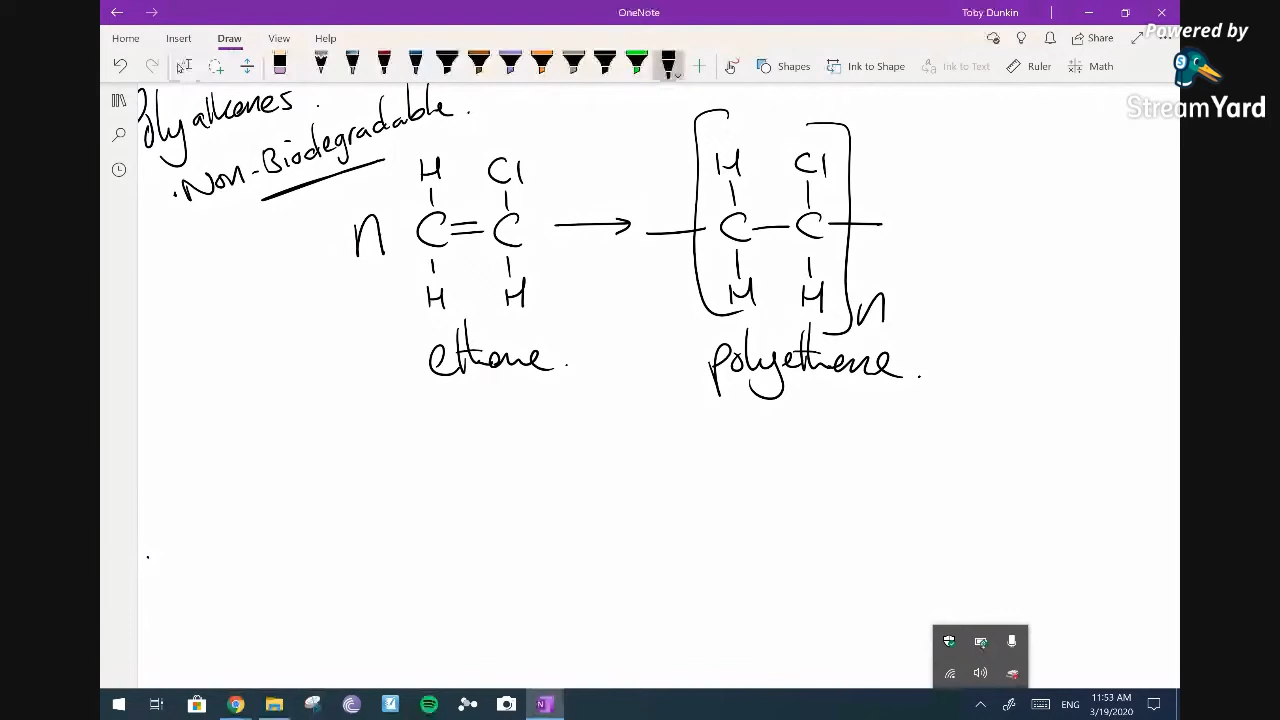 OneNote
Toby Dunkin
Powered by
StreamYard
Home Insert Draw View Help
Share
Shapes Ink to Shape Ink to Text Ruler Math
Polyalkenes.
. Non-Biodegradable.
H Cl H Cl
n C=C → C—C
H H H H n
ethene. polyethene.
ENG 11:53 AM
3/19/2020